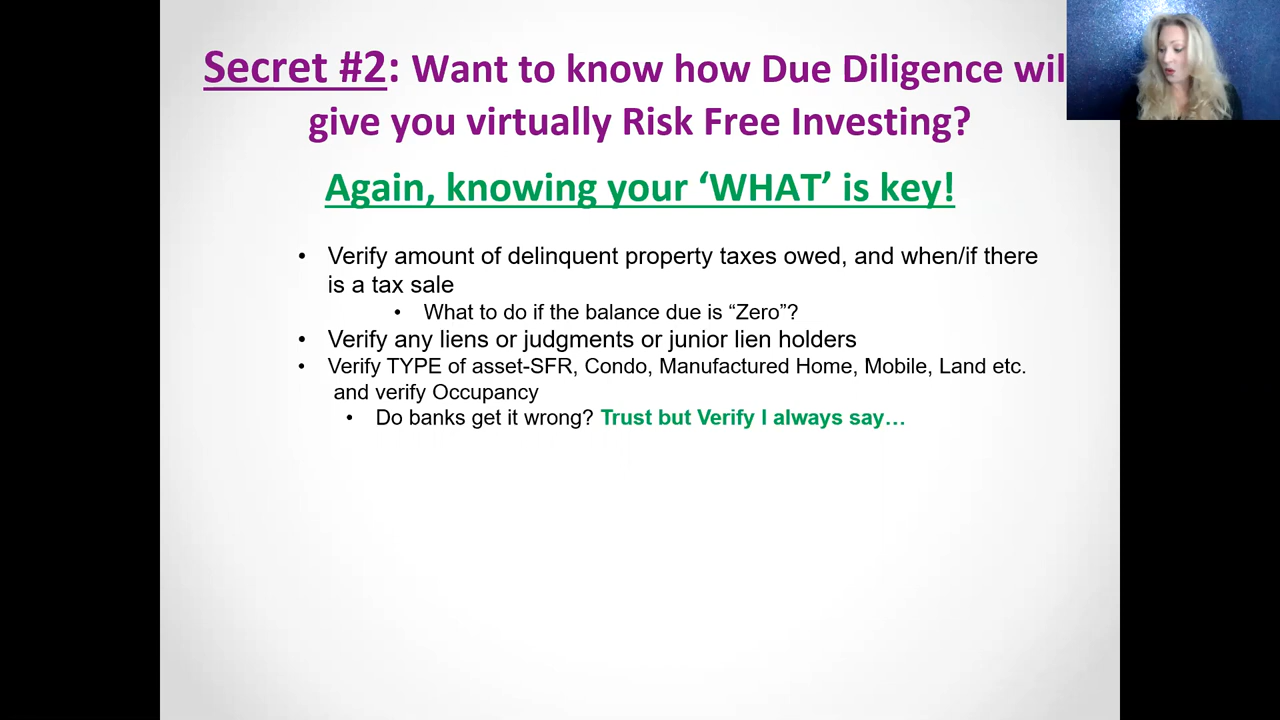 Secret #2: Want to know how Due Diligence wil
give you virtually Risk Free Investing?
Again, knowing your ‘WHAT’ is key!
• Verify amount of delinquent property taxes owed, and when/if there
is a tax sale
• What to do if the balance due is “Zero”?
• Verify any liens or judgments or junior lien holders
• Verify TYPE of asset-SFR, Condo, Manufactured Home, Mobile, Land etc.
and verify Occupancy
• Do banks get it wrong? Trust but Verify I always say…